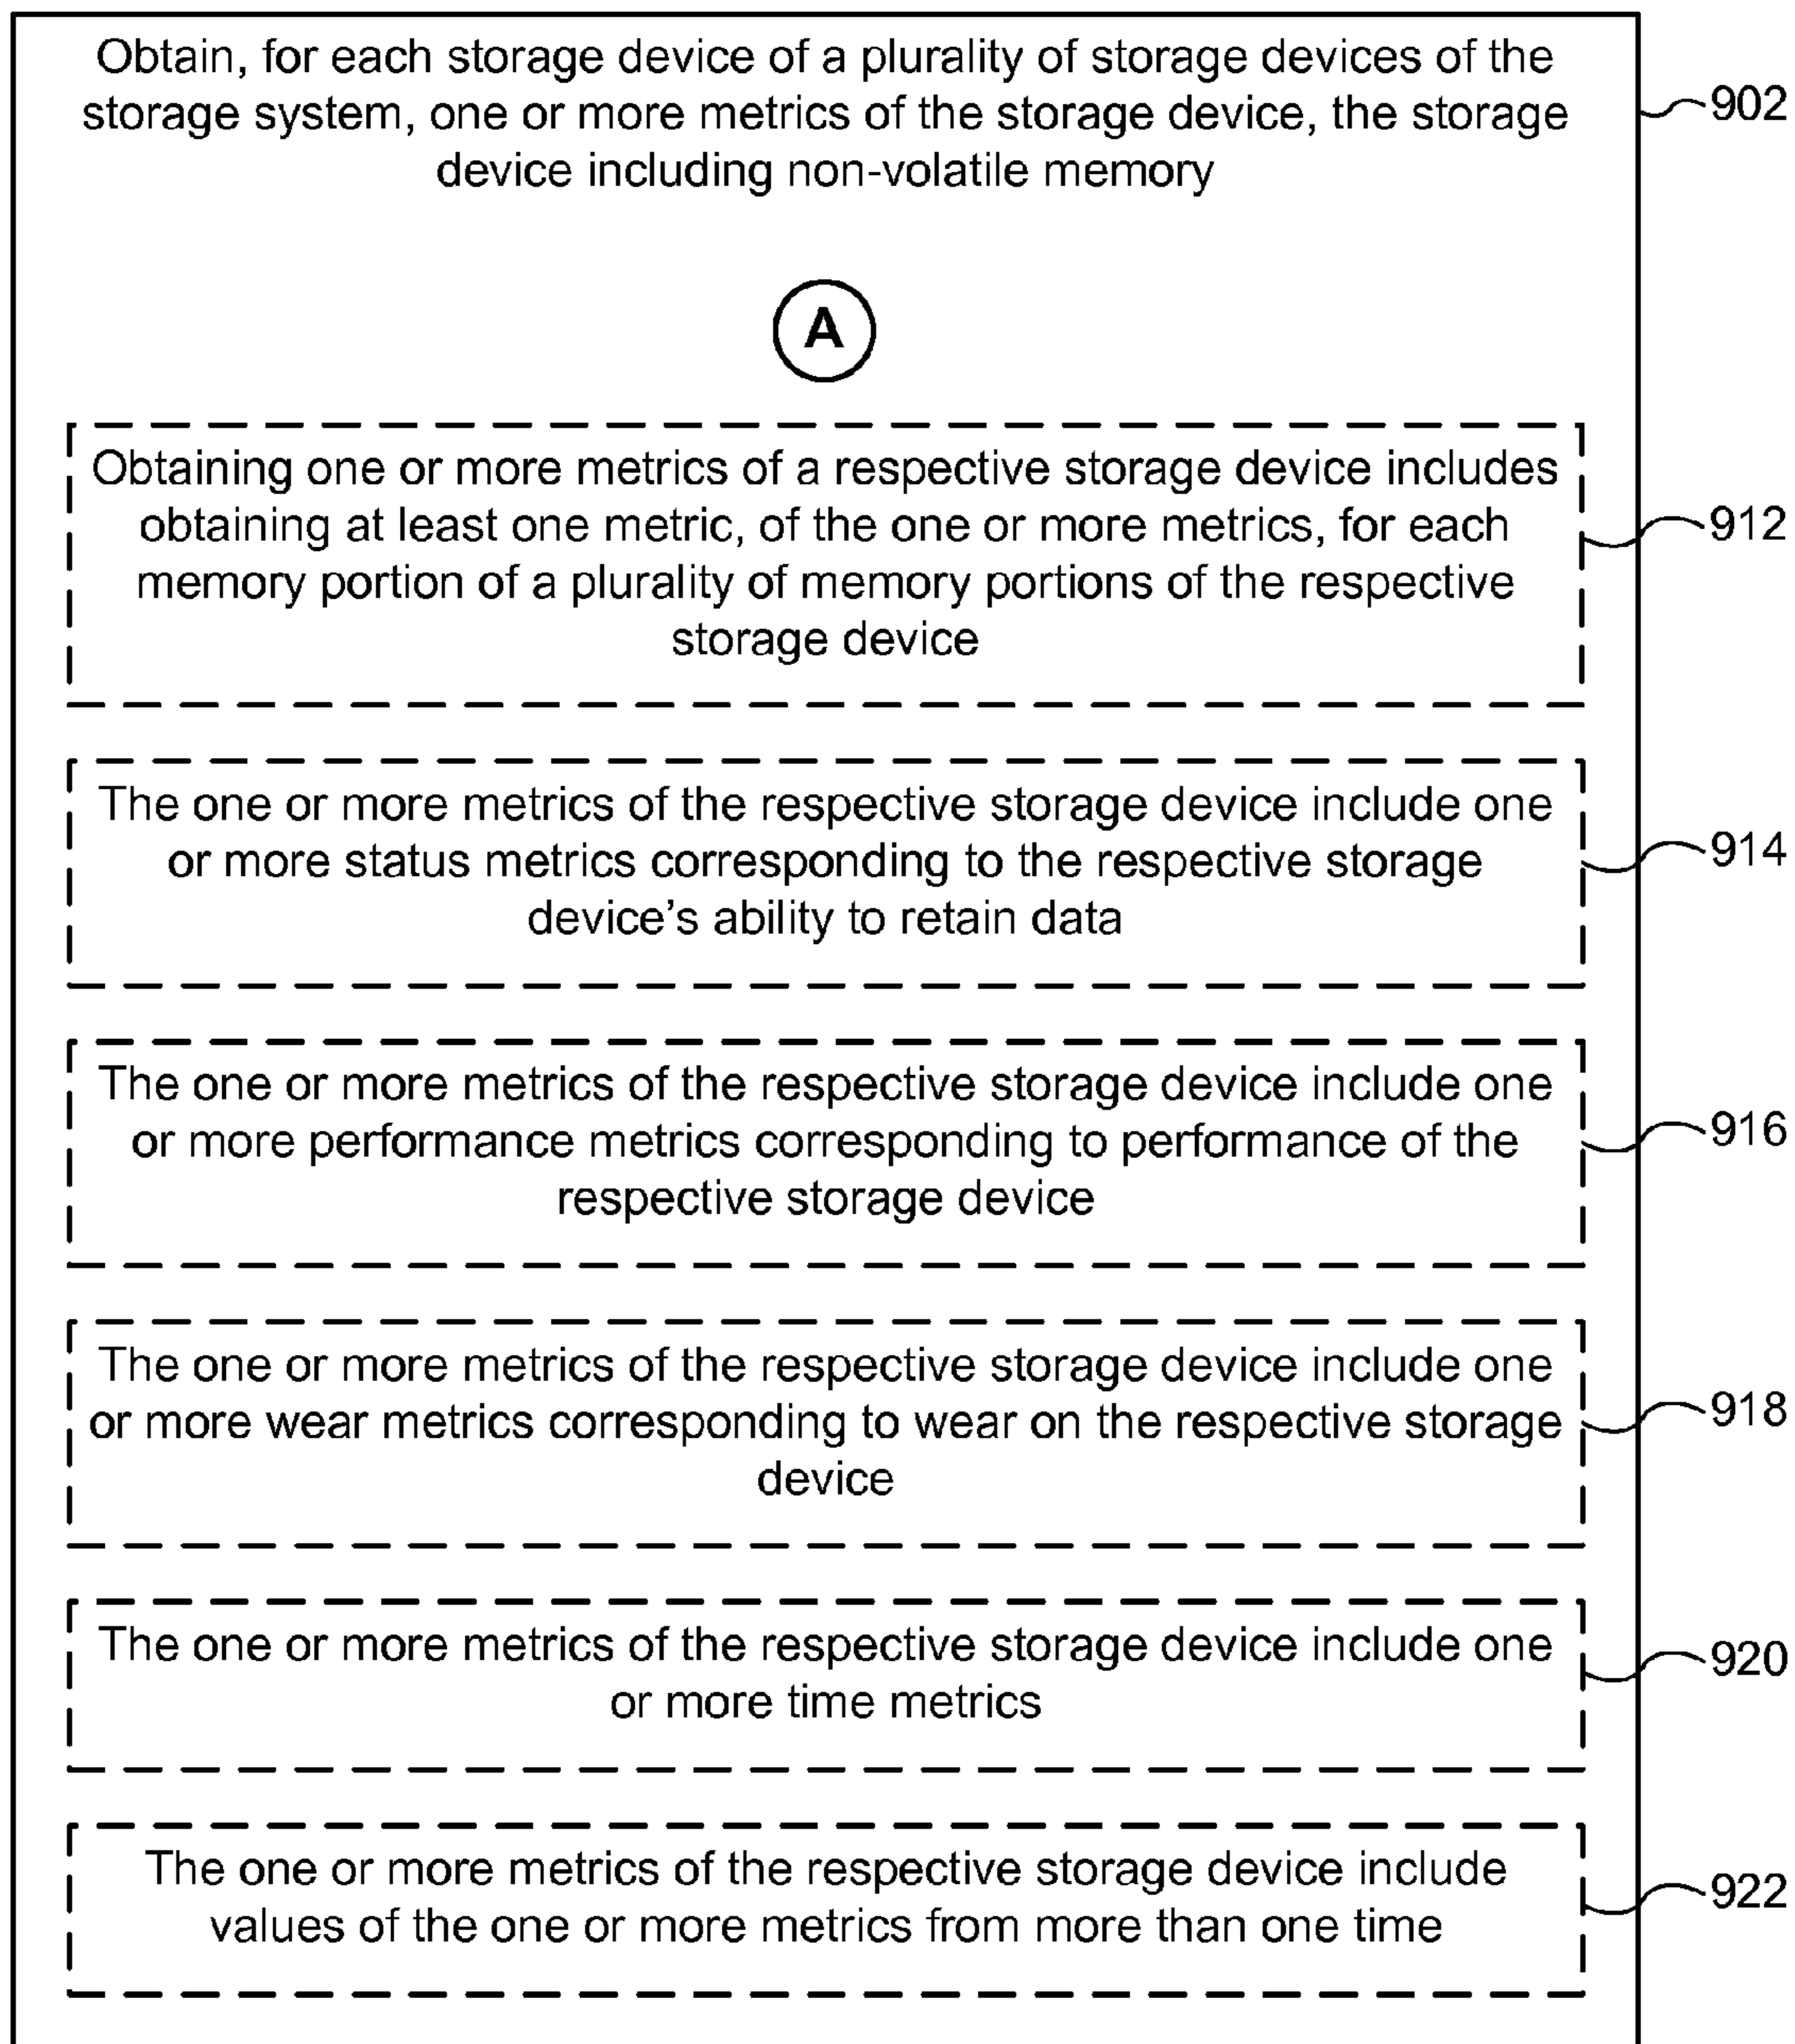 Obtain, for each storage device of a plurality of storage devices of the
storage system, one or more metrics of the storage device, the storage
device including non-volatile memory
902
A
Obtaining one or more metrics of a respective storage device includes
obtaining at least one metric, of the one or more metrics, for each
memory portion of a plurality of memory portions of the respective
storage device
912
The one or more metrics of the respective storage device include one
or more status metrics corresponding to the respective storage
device’s ability to retain data
914
The one or more metrics of the respective storage device include one
or more performance metrics corresponding to performance of the
respective storage device
916
The one or more metrics of the respective storage device include one
or more wear metrics corresponding to wear on the respective storage
device
918
The one or more metrics of the respective storage device include one
or more time metrics
920
The one or more metrics of the respective storage device include
values of the one or more metrics from more than one time
922